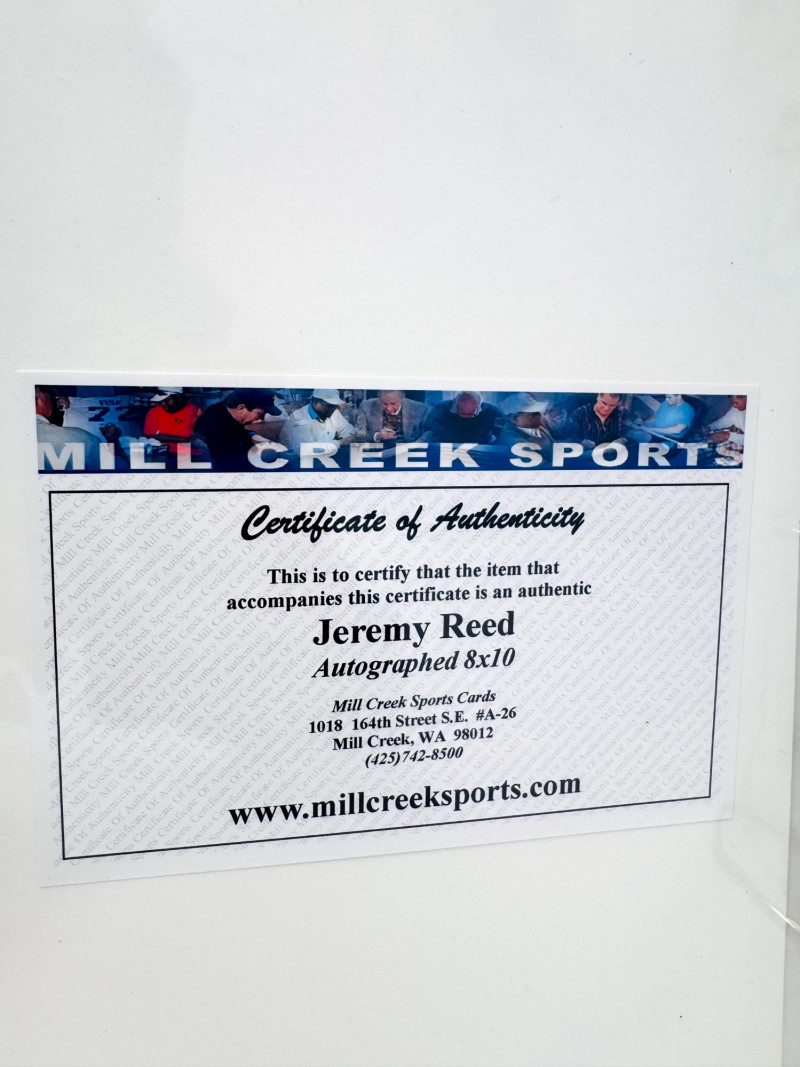 MILL CREEK SPORTS
Certificate of Authenticity
This is to certify that the item that
accompanies this certificate is an authentic
Jeremy Reed
Autographed 8x10
Mill Creek Sports Cards
1018 164th Street S.E. #A-26
Mill Creek, WA 98012
(425)742-8500
www.millcreeksports.com